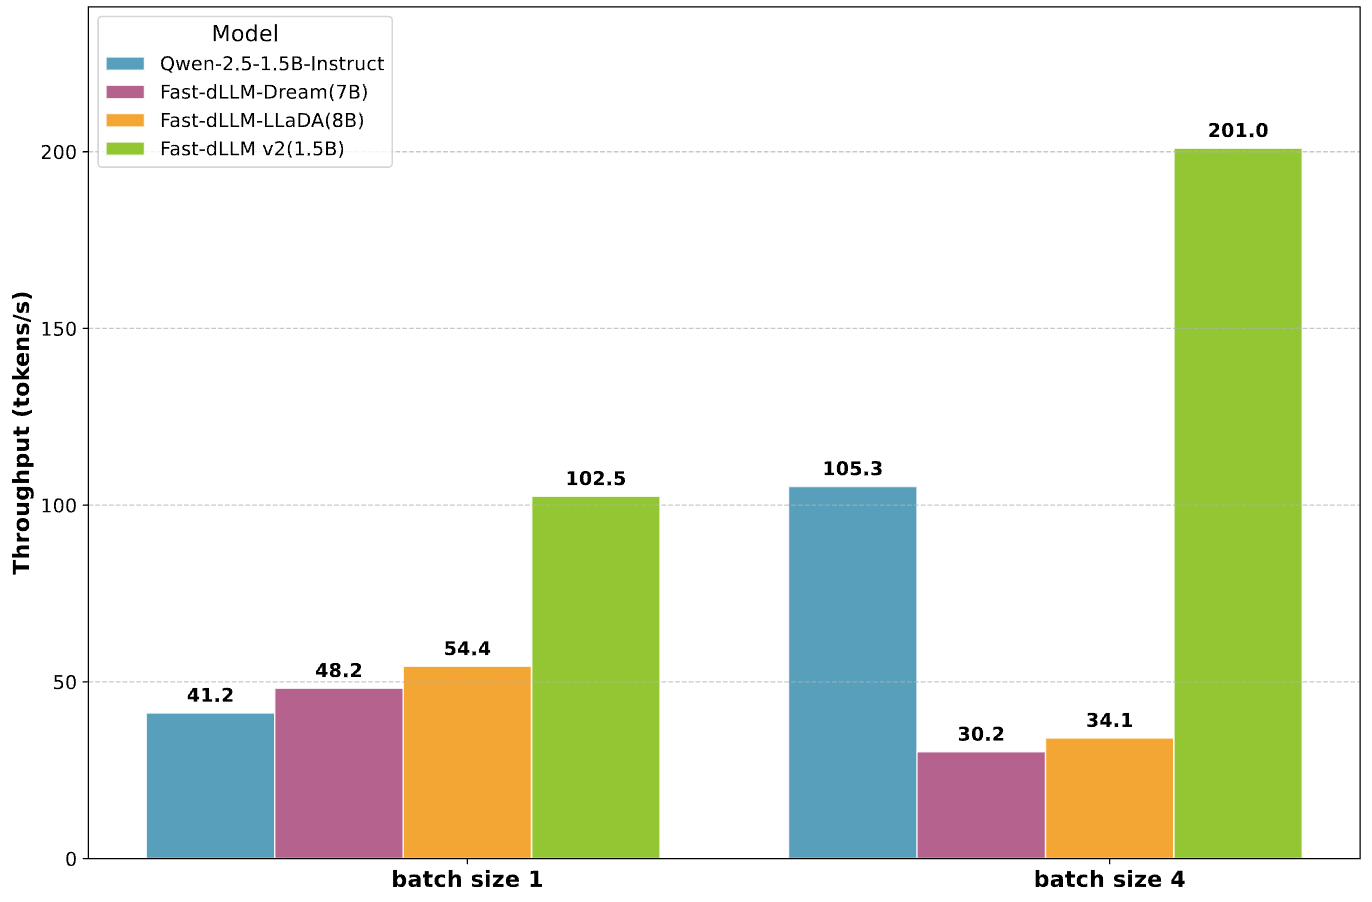 Model
Qwen-2.5-1.5B-Instruct
Fast-dLLM-Dream(7B)
Fast-dLLM-LLaDA(8B)
Fast-dLLM v2(1.5B)
Throughput (tokens/s)
200
150
100
50
0
41.2
48.2
54.4
102.5
105.3
30.2
34.1
201.0
batch size 1
batch size 4